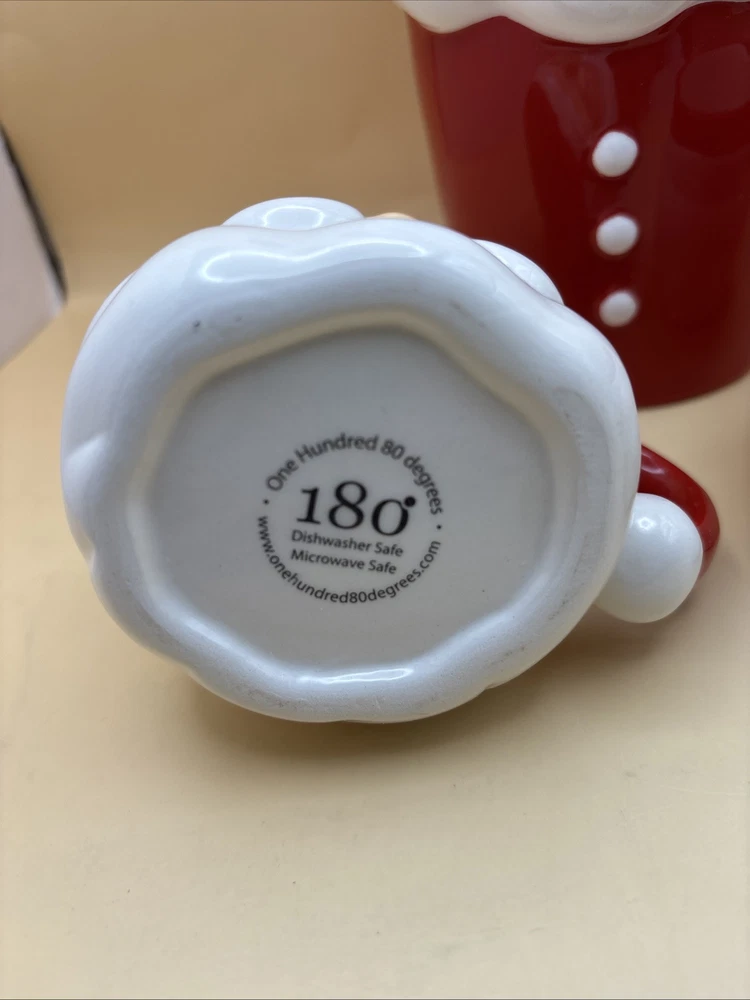 One Hundred 80 degrees
180°
Dishwasher Safe
Microwave Safe
www.onehundred80degrees.com